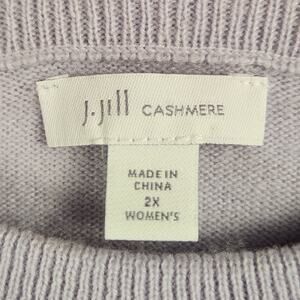 J.Jill CASHMERE
MADE IN
CHINA
2X
WOMEN'S